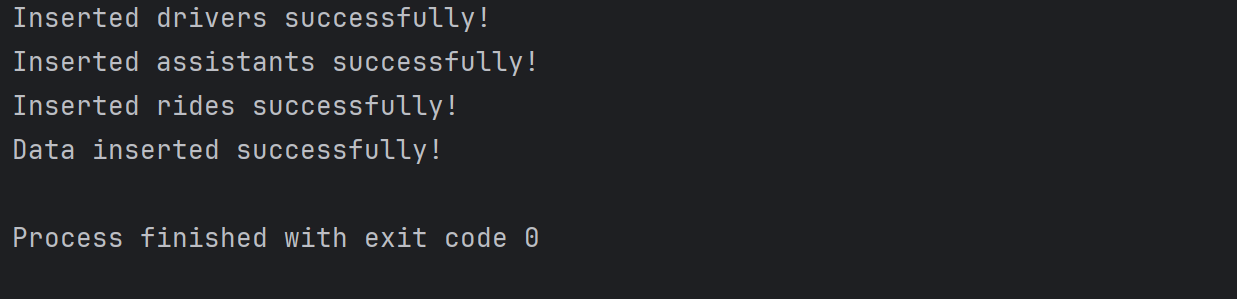 Inserted drivers successfully!
Inserted assistants successfully!
Inserted rides successfully!
Data inserted successfully!
Process finished with exit code 0